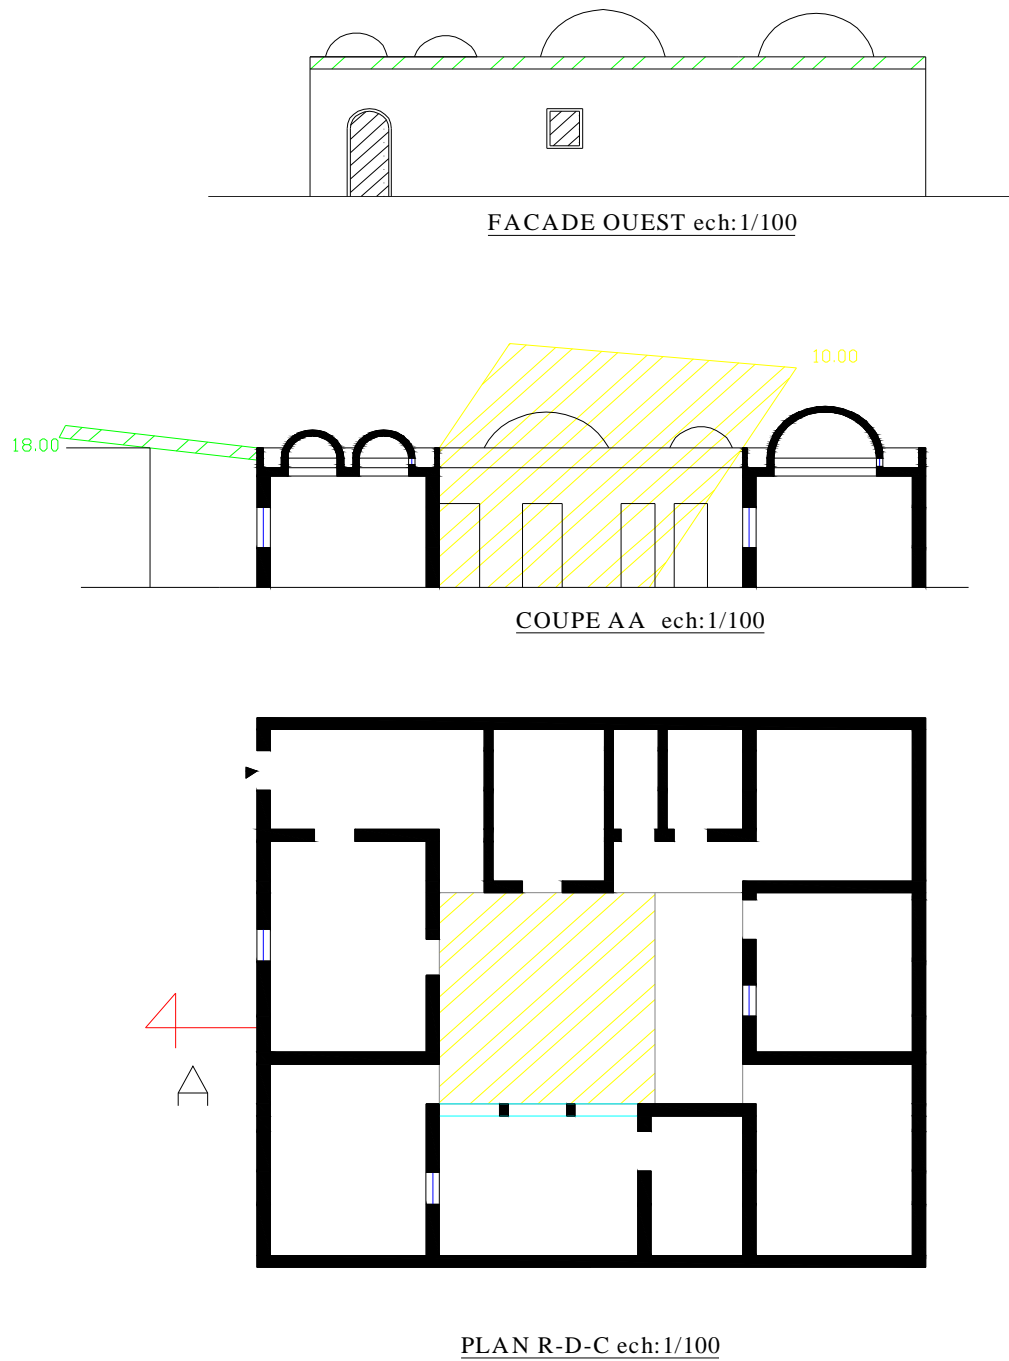 FACADE OUEST ech:1/100
10.00
18.00
COUPE AA ech:1/100
A
PLAN R-D-C ech:1/100